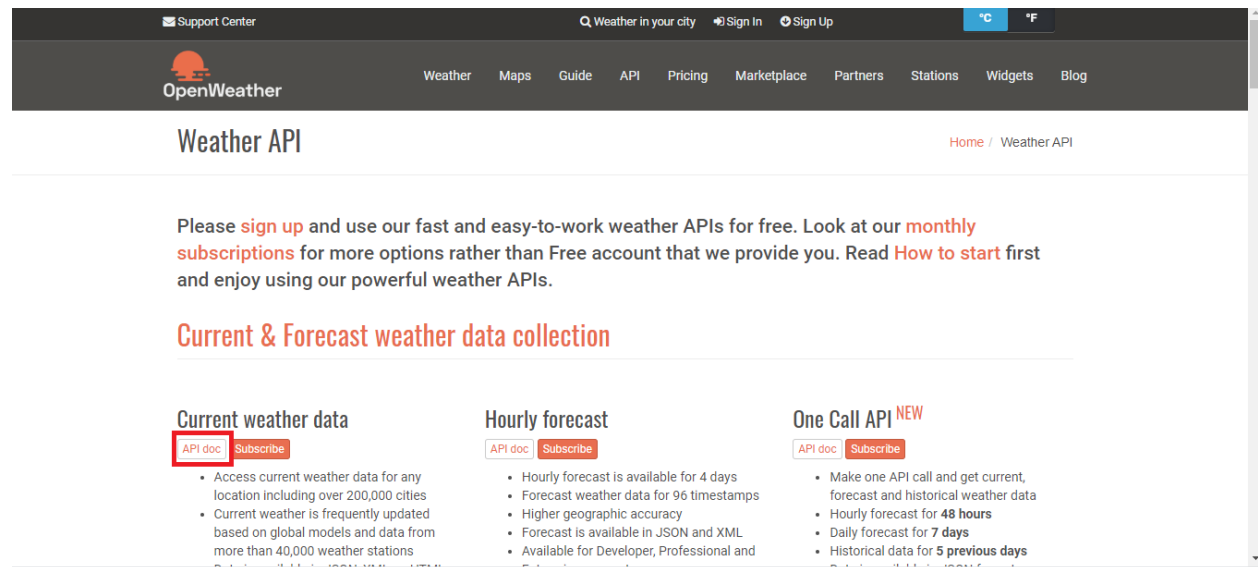 Support Center
Weather in your city Sign In Sign Up °C °F
OpenWeather
Weather Maps Guide API Pricing Marketplace Partners Stations Widgets Blog
Weather API
Home / Weather API
Please sign up and use our fast and easy-to-work weather APIs for free. Look at our monthly
subscriptions for more options rather than Free account that we provide you. Read How to start first
and enjoy using our powerful weather APIs.
Current & Forecast weather data collection
Current weather data
API doc Subscribe
• Access current weather data for any
location including over 200,000 cities
• Current weather is frequently updated
based on global models and data from
more than 40,000 weather stations
Hourly forecast
API doc Subscribe
• Hourly forecast is available for 4 days
• Forecast weather data for 96 timestamps
• Higher geographic accuracy
• Forecast is available in JSON and XML
• Available for Developer, Professional and
One Call API NEW
API doc Subscribe
• Make one API call and get current,
forecast and historical weather data
• Hourly forecast for 48 hours
• Daily forecast for 7 days
• Historical data for 5 previous days